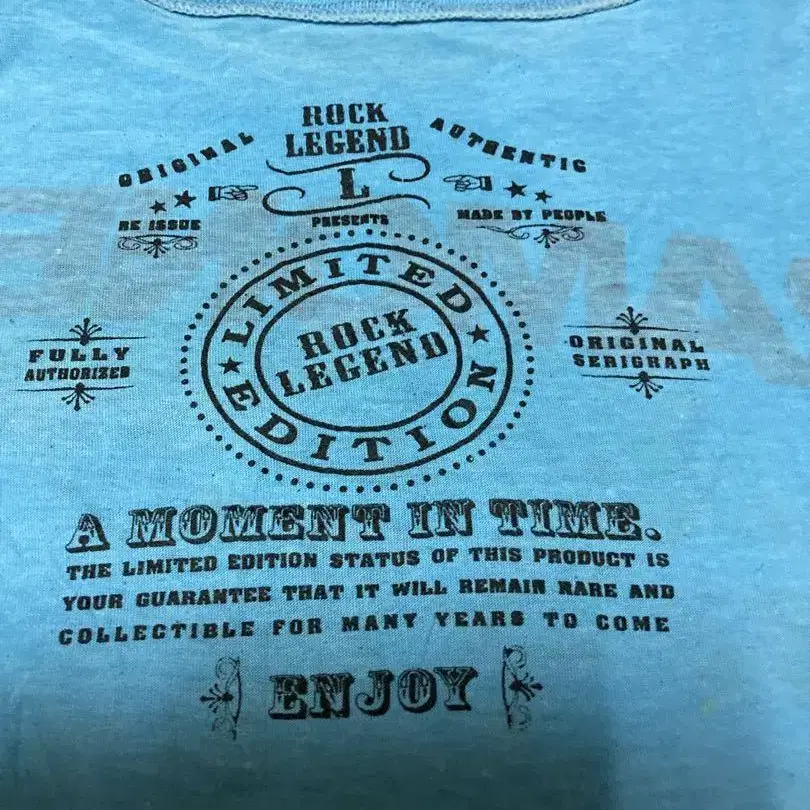 ROCK
LEGEND
ORIGINAL
AUTHENTIC
L
RE ISSUE
PRESENTS
MADE BY PEOPLE
LIMITED
ROCK
LEGEND
EDITION
FULLY
AUTHORIZED
ORIGINAL
SERIGRAPH
A MOMENT IN TIME.
THE LIMITED EDITION STATUS OF THIS PRODUCT IS
YOUR GUARANTEE THAT IT WILL REMAIN RARE AND
COLLECTIBLE FOR MANY YEARS TO COME
ENJOY